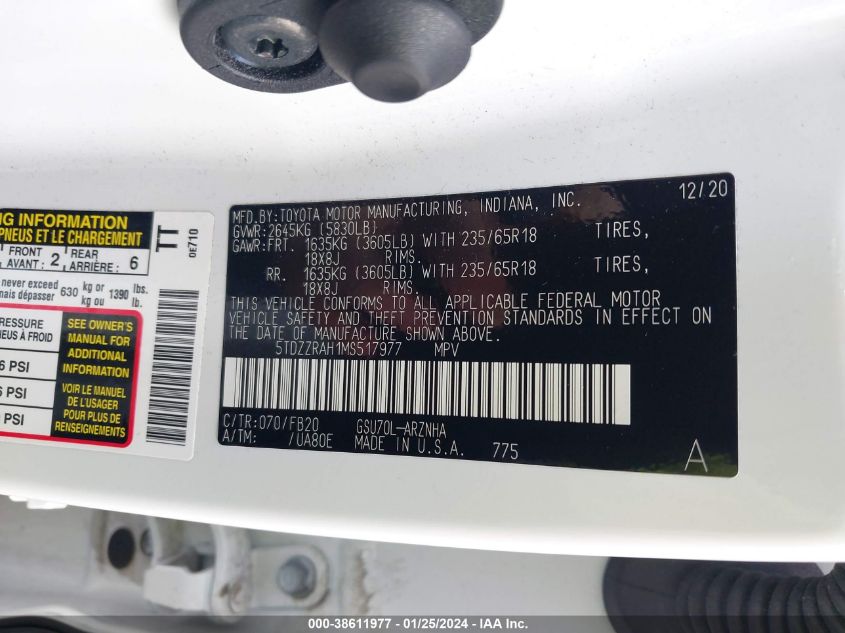 NG INFORMATION
PNEUS ET LE CHARGEMENT
FRONT
AVANT : 2
REAR
ARRIÈRE : 6
never exceed
mais dépasser
630
kg or
kg ou
1390
lbs.
lb.
TT
0E710
RESSURE
NEUS À FROID
6 PSI
6 PSI
PSI
SEE OWNER'S
MANUAL FOR
ADDITIONAL
INFORMATION
VOIR LE MANUEL
DE L'USAGER
POUR PLUS DE
RENSEIGNEMENTS
MFD.BY:TOYOTA MOTOR MANUFACTURING, INDIANA, INC. 12/20
GVWR:2645KG (5830LB)
GAWR:FRT. 1635KG (3605LB) WITH 235/65R18 TIRES,
18X8J RIMS.
RR. 1635KG (3605LB) WITH 235/65R18 TIRES,
18X8J RIMS.
THIS VEHICLE CONFORMS TO ALL APPLICABLE FEDERAL MOTOR
VEHICLE SAFETY AND THEFT PREVENTION STANDARDS IN EFFECT ON
THE DATE OF MANUFACTURE SHOWN ABOVE.
5TDZZRAH1MS517977 MPV
C/TR:070/FB20 GSU70L-ARZNHA
A/TM: /UA80E MADE IN U.S.A. 775
A
000-38611977 - 01/25/2024 - IAA Inc.